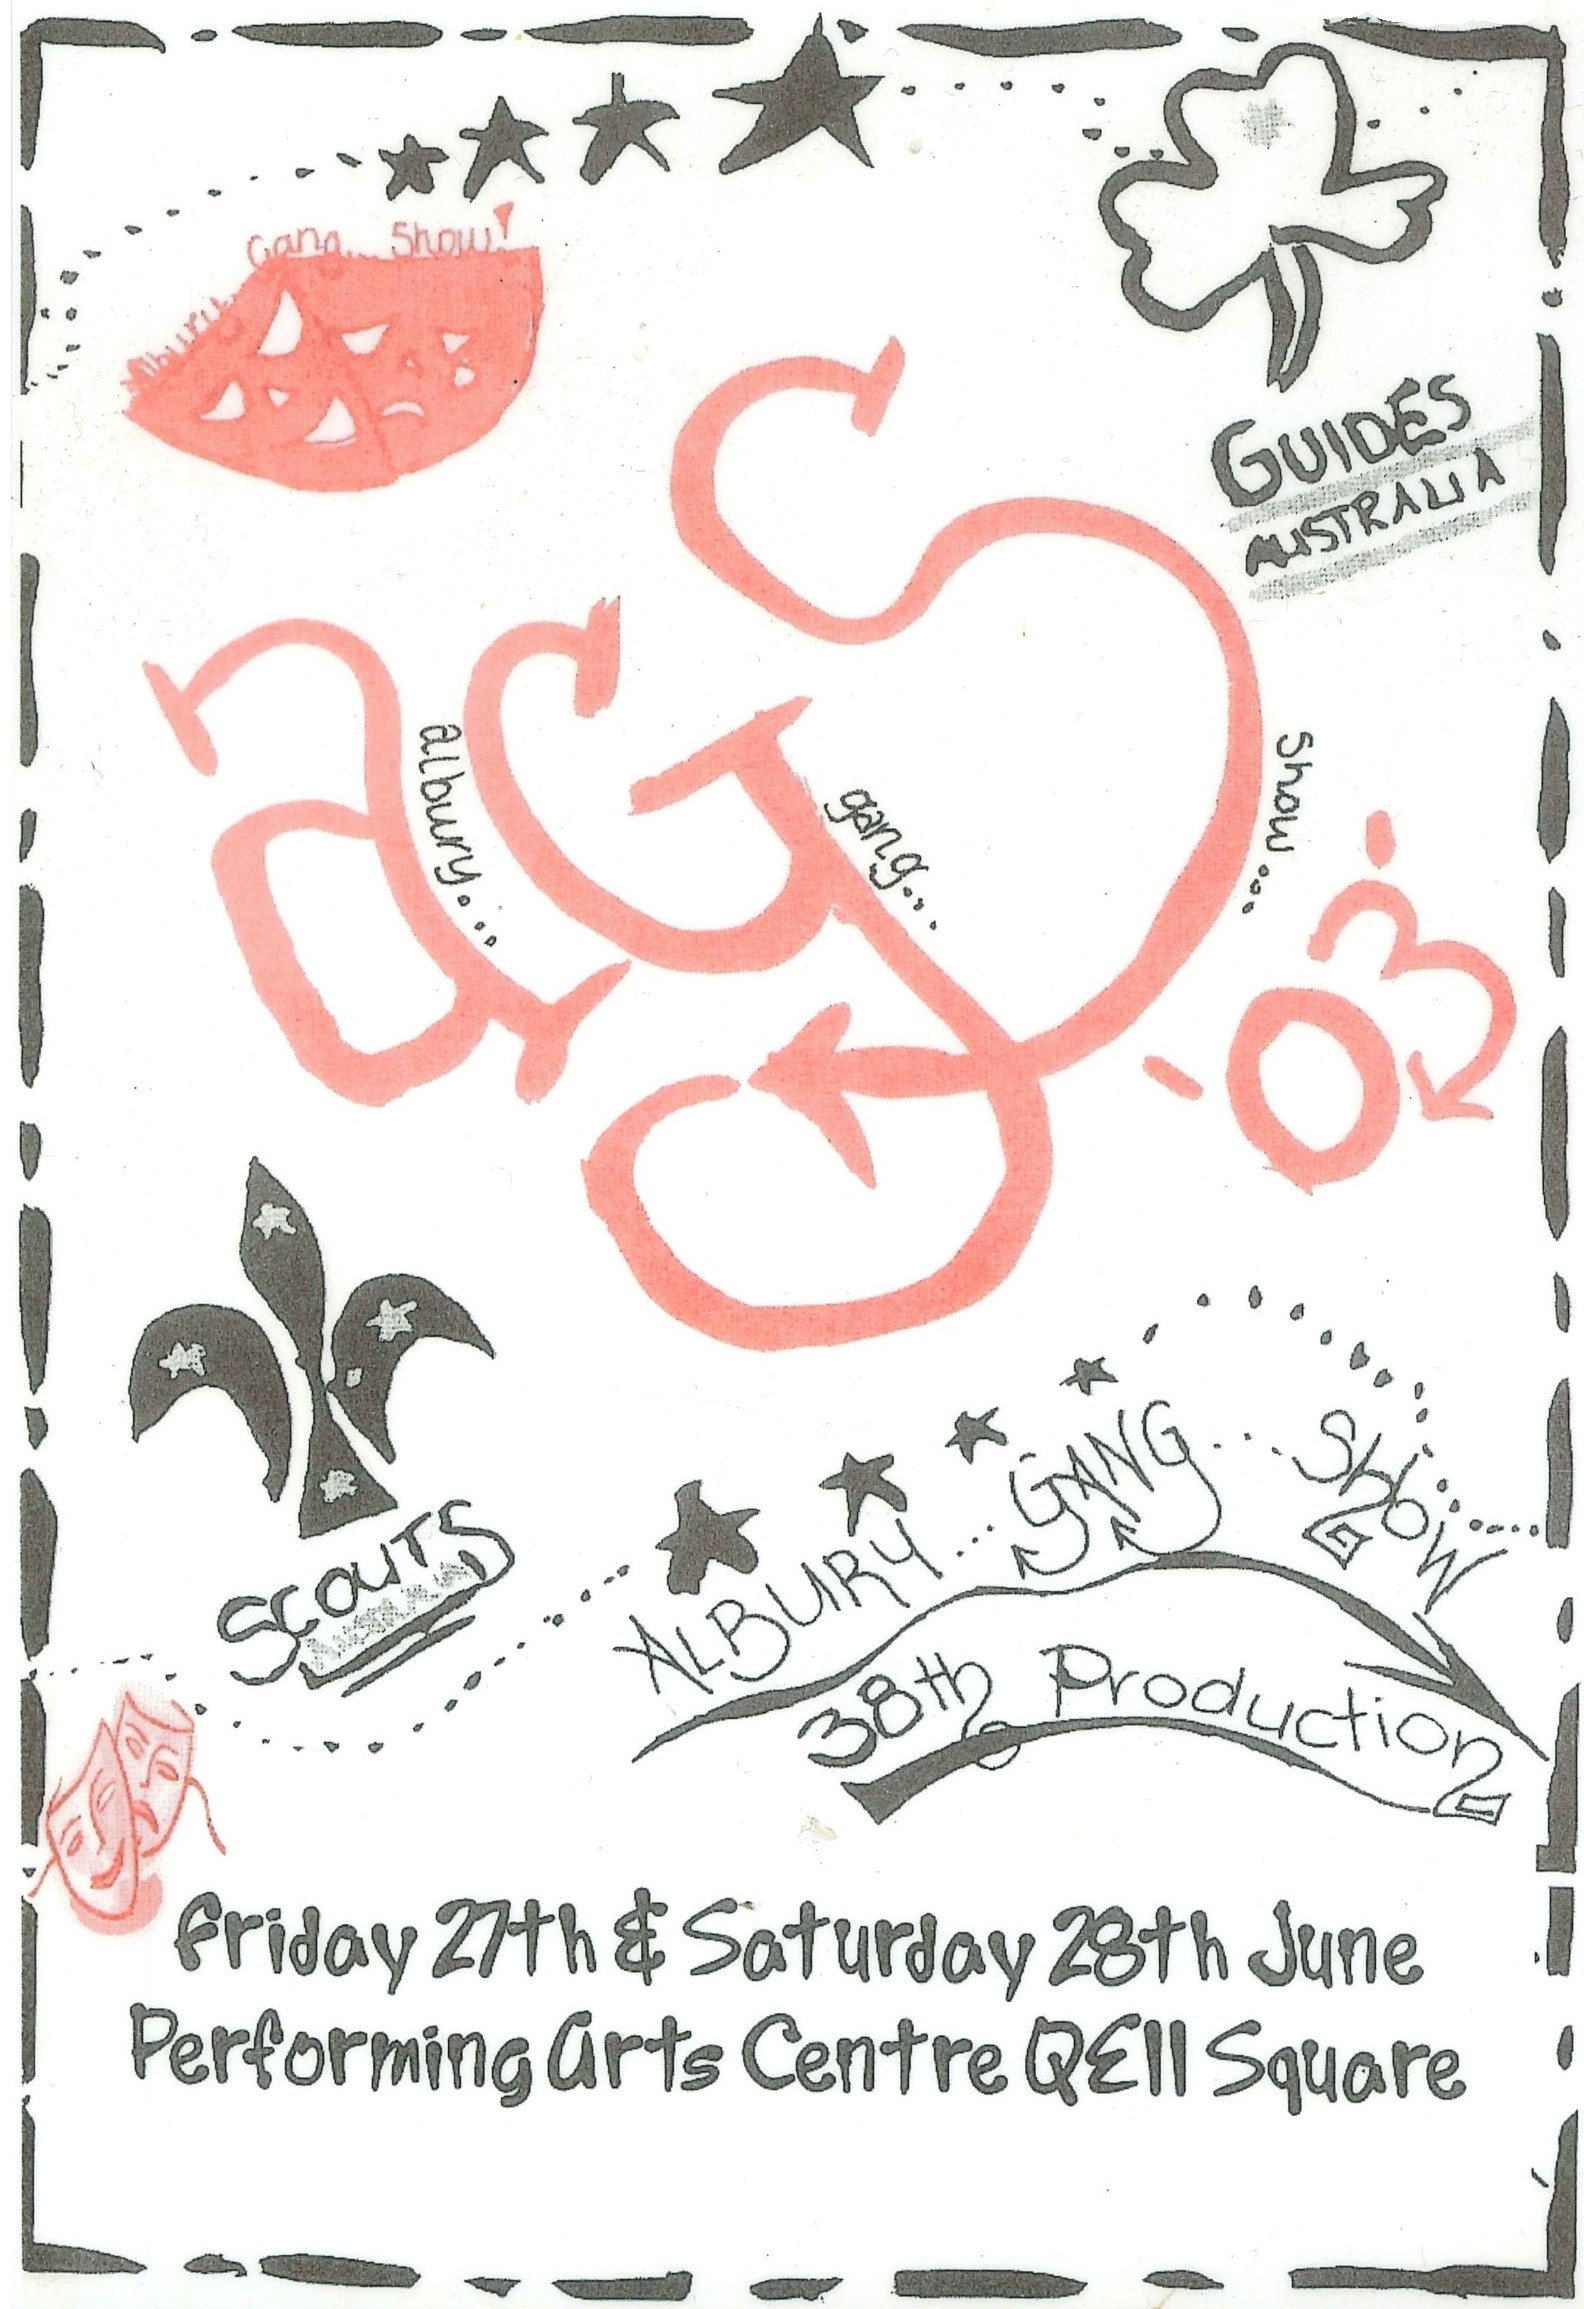 Albury Gang Show!
GUIDES
AUSTRALIA
aGS
albury...
gang...
show...
'03-
SCOUTS
AUSTRALIA
ALBURY... GANG... SHOW
38th Production
Friday 27th & Saturday 28th June
Performing Arts Centre QEII Square